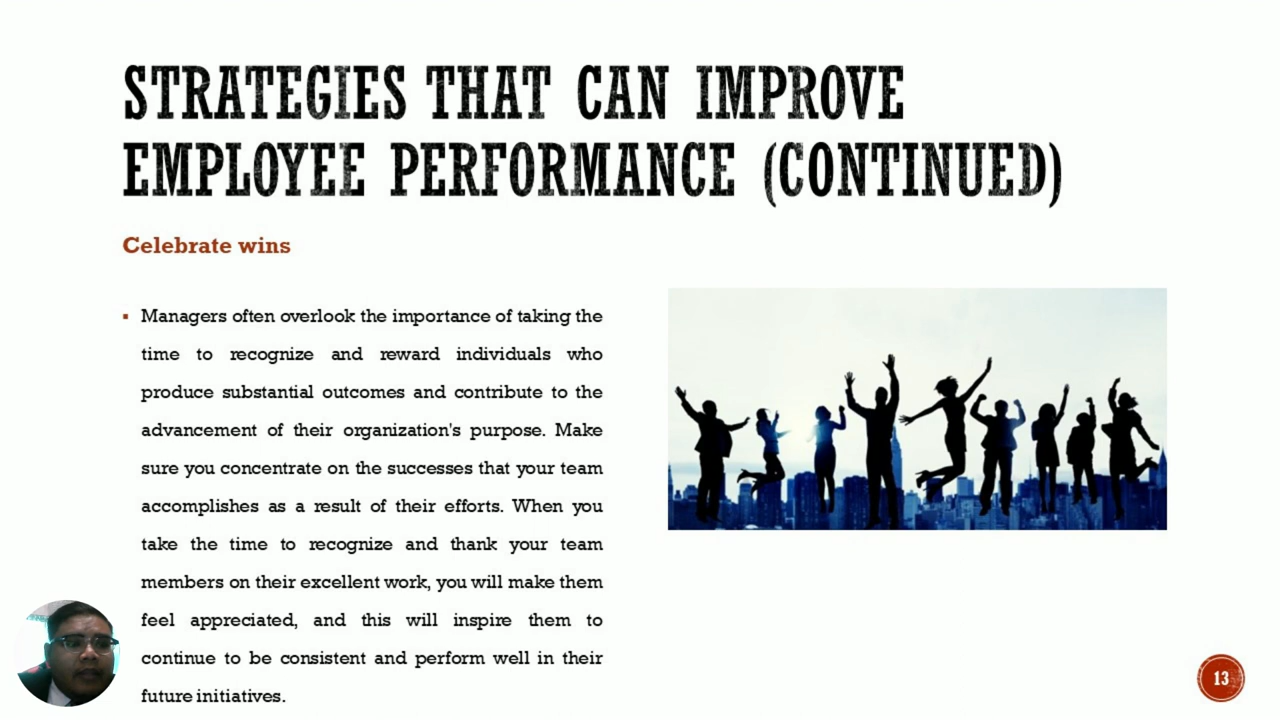 STRATEGIES THAT CAN IMPROVE
EMPLOYEE PERFORMANCE (CONTINUED)
Celebrate wins
Managers often overlook the importance of taking the
time to recognize and reward individuals who
produce substantial outcomes and contribute to the
advancement of their organization's purpose. Make
sure you concentrate on the successes that your team
accomplishes as a result of their efforts. When you
take the time to recognize and thank your team
members on their excellent work, you will make them
feel appreciated, and this will inspire them to
continue to be consistent and perform well in their
future initiatives.
13